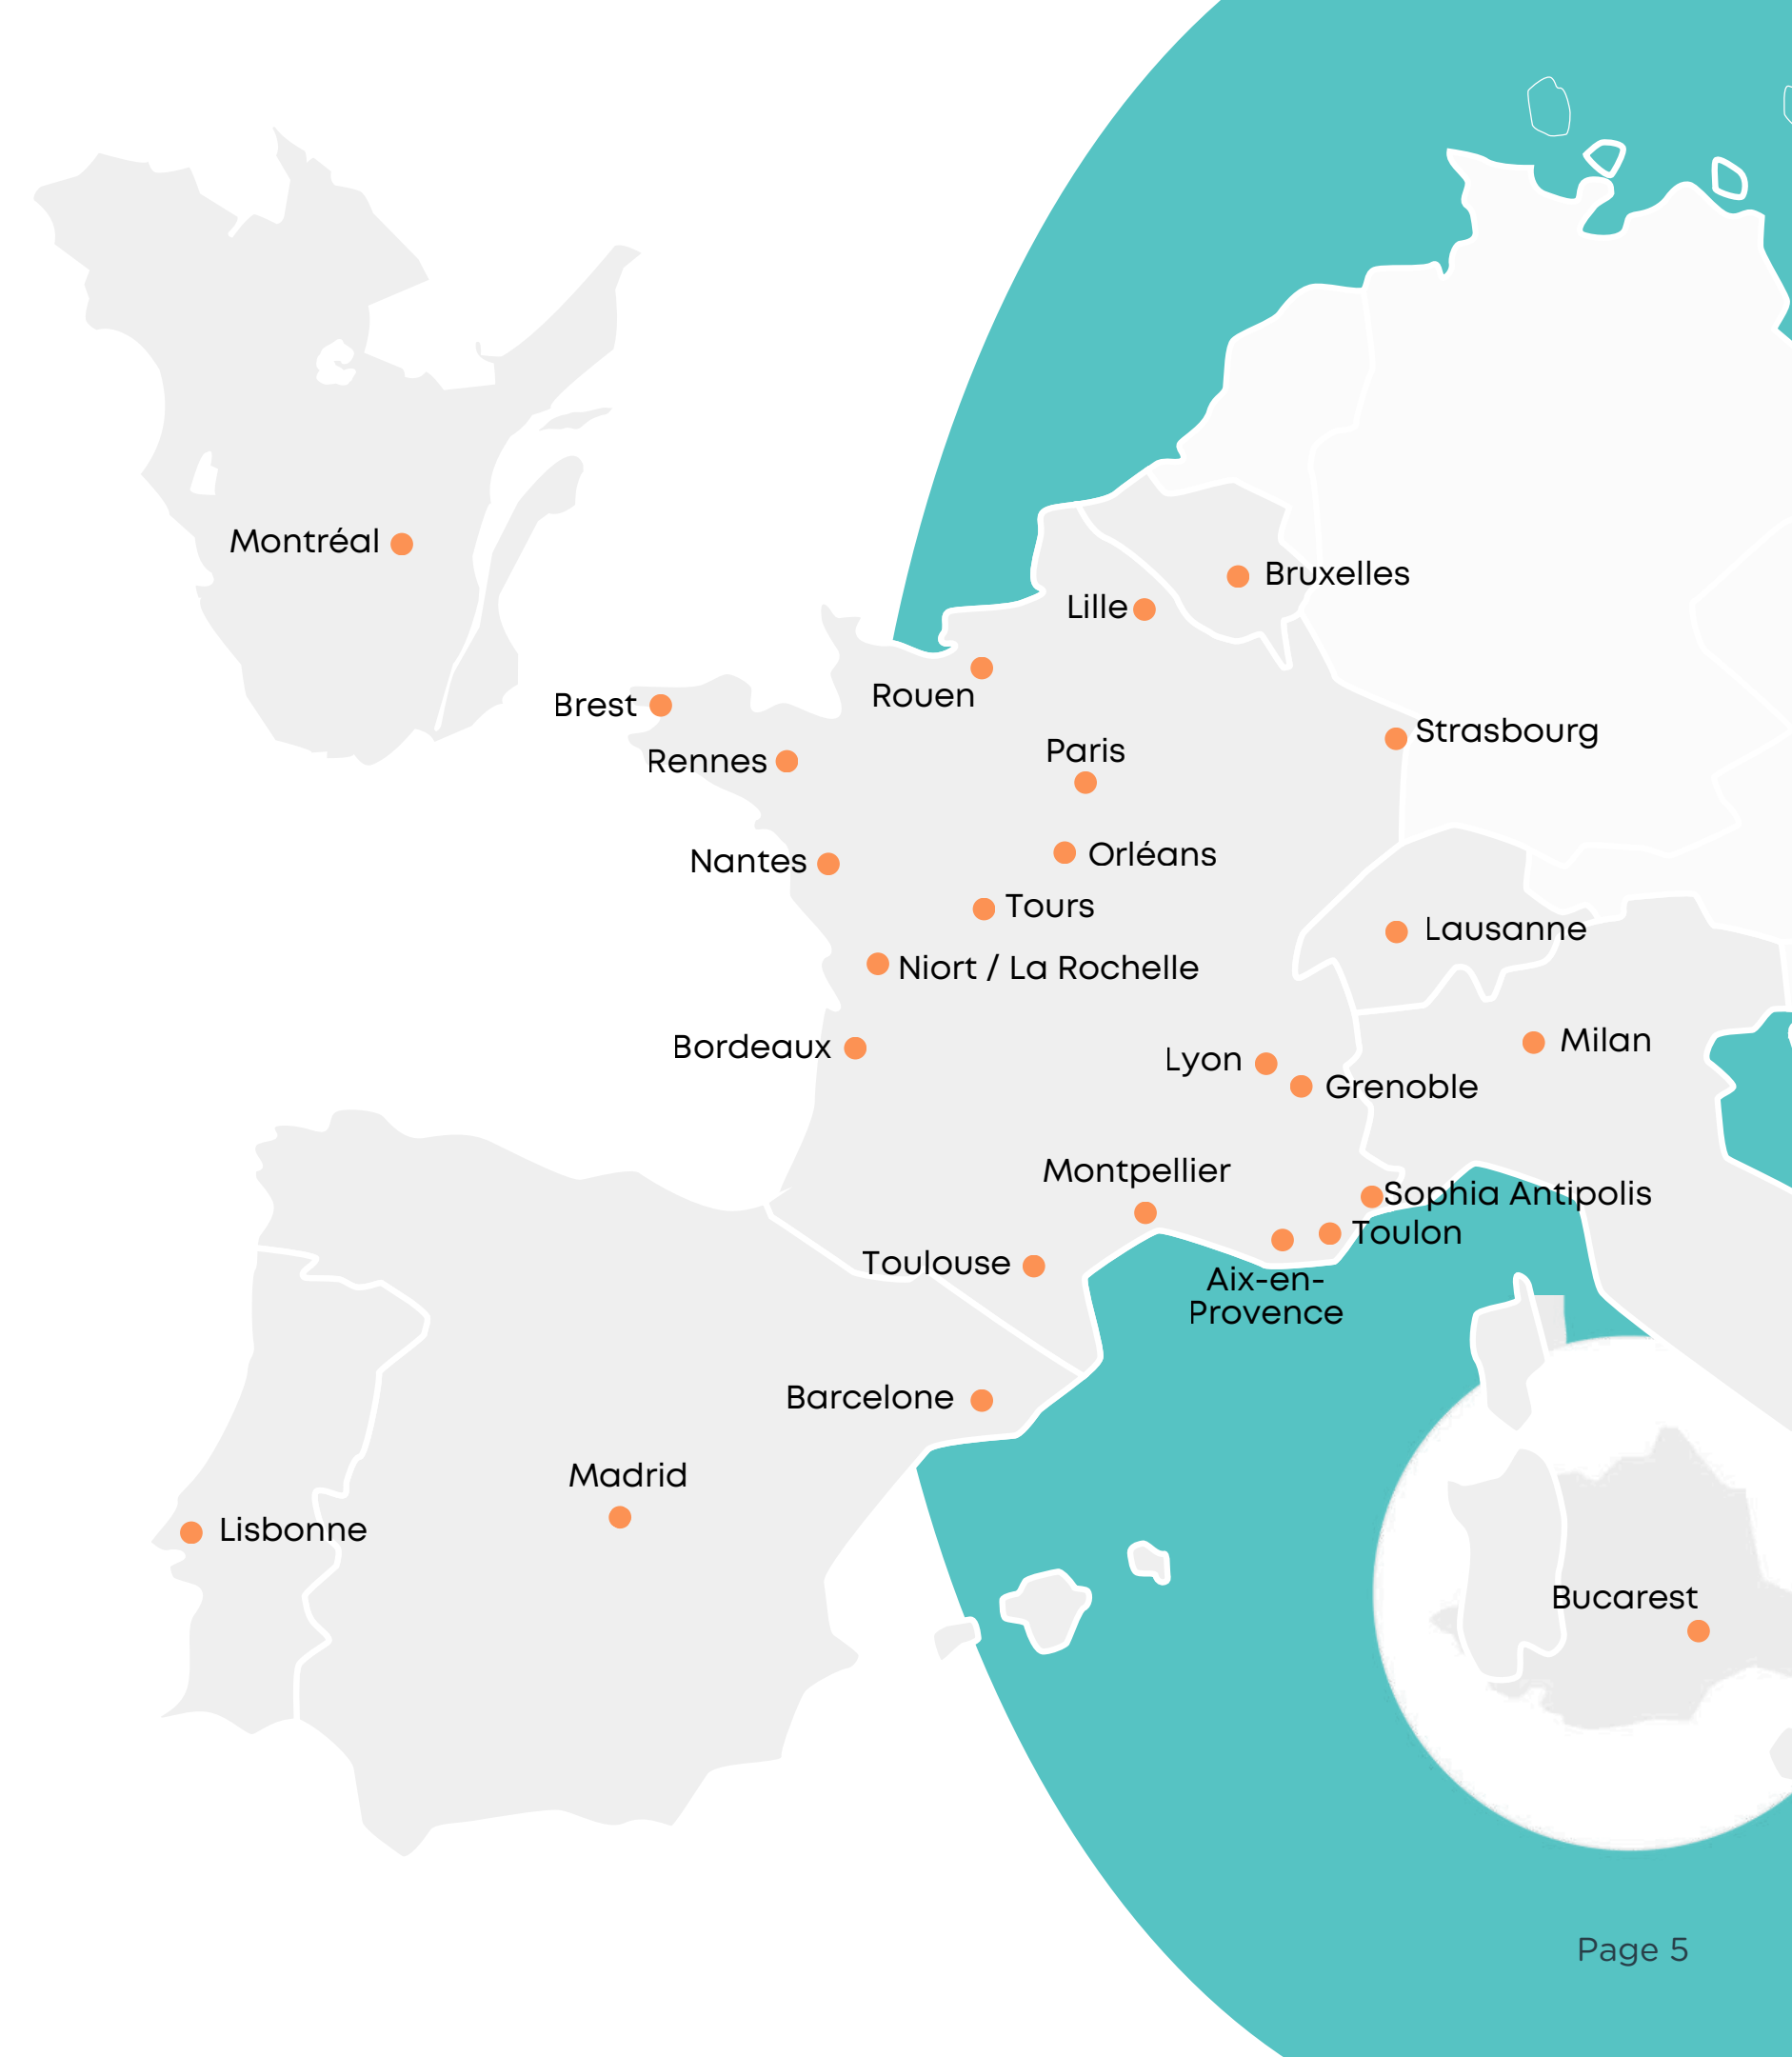 Montréal
Bruxelles
Lille
Rouen
Brest
Strasbourg
Paris
Rennes
Orléans
Nantes
Tours
Lausanne
Niort / La Rochelle
Milan
Bordeaux
Lyon
Grenoble
Montpellier
Sophia Antipolis
Toulon
Toulouse
Aix-en-
Provence
Barcelone
Madrid
Lisbonne
Bucarest
Page 5